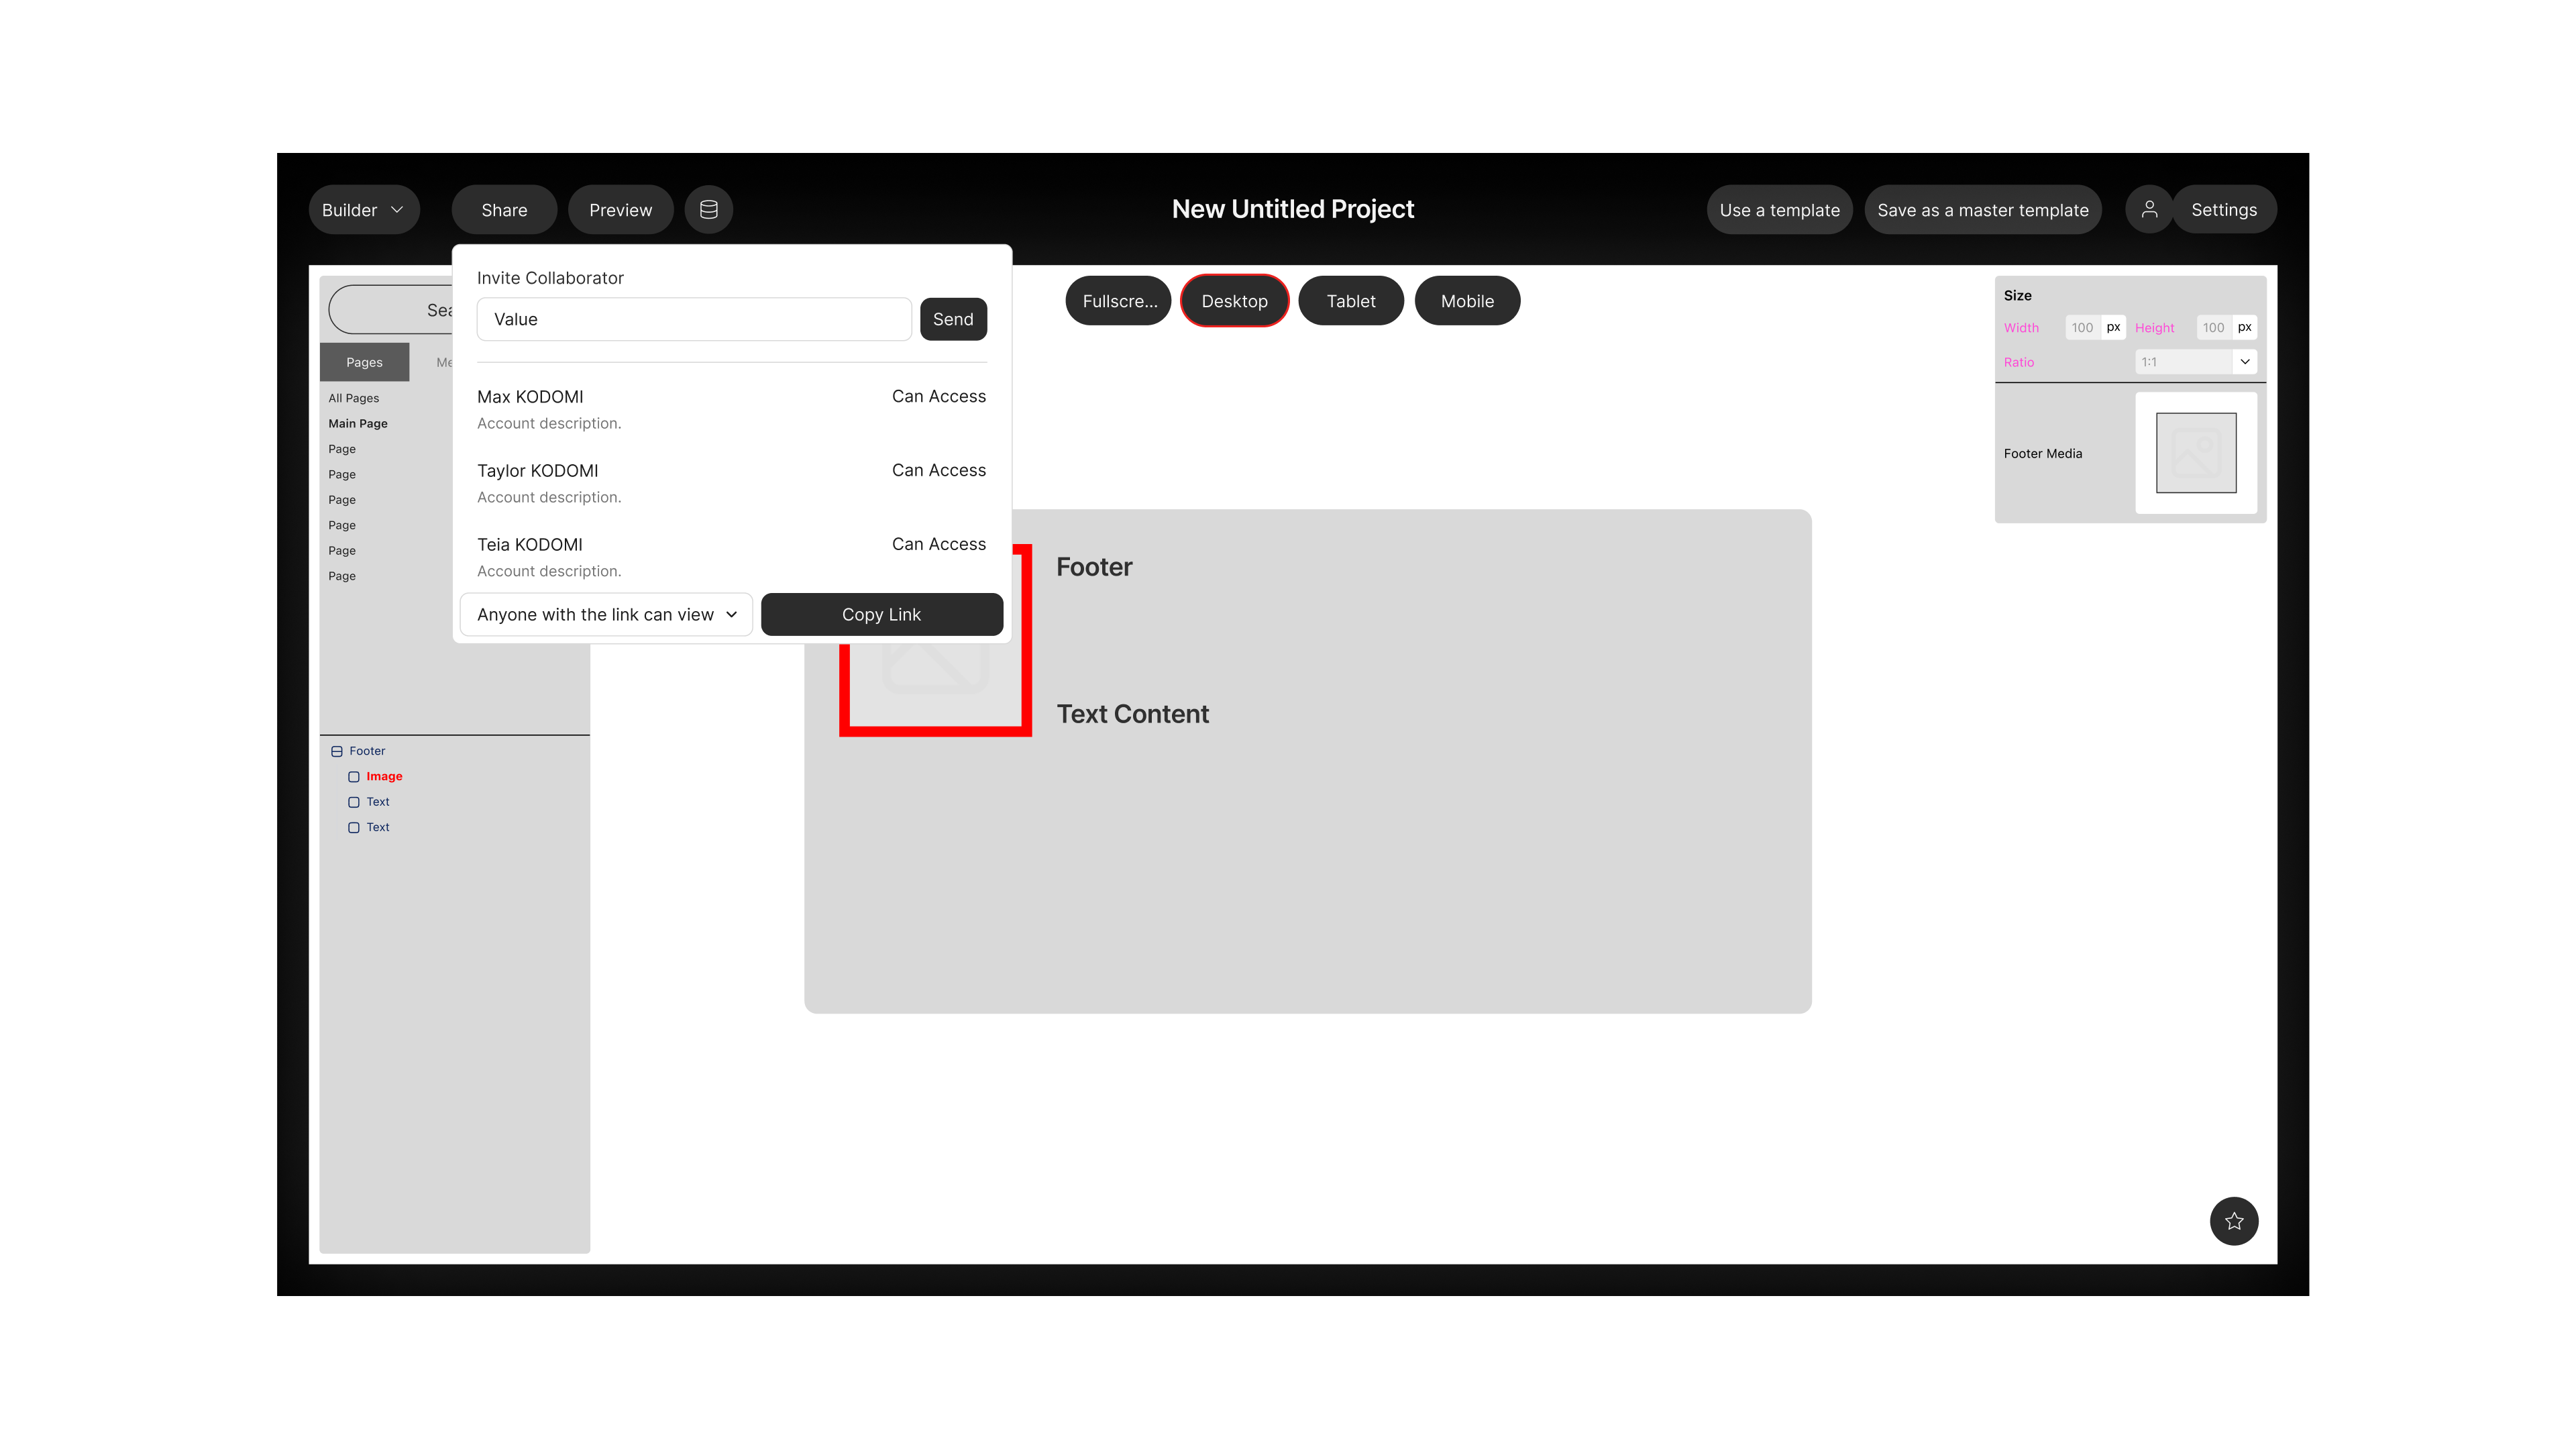 Builder
Share
Preview
New Untitled Project
Use a template
Save as a master template
Settings
Invite Collaborator
Value
Send
Max KODOMI
Can Access
Account description.
Taylor KODOMI
Can Access
Account description.
Teia KODOMI
Can Access
Account description.
Anyone with the link can view
Copy Link
Pages
All Pages
Main Page
Page
Page
Page
Page
Page
Page
Footer
Image
Text
Text
Fullscre...
Desktop
Tablet
Mobile
Footer
Text Content
Size
Width 100 px Height 100 px
Ratio 1:1
Footer Media